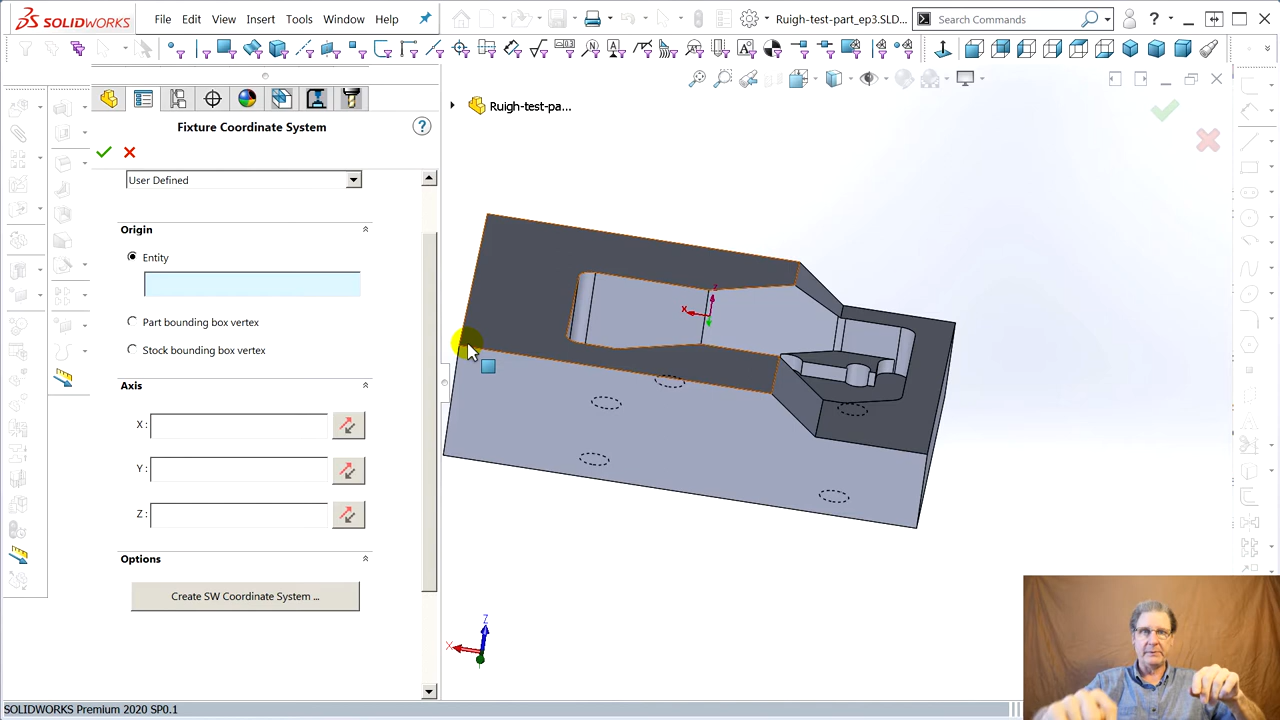 SOLIDWORKS File Edit View Insert Tools Window Help Ruigh-test-part_ep3.SLD... Search Commands
Fixture Coordinate System
Ruigh-test-pa...
User Defined
Origin
Entity
Part bounding box vertex
Stock bounding box vertex
Axis
X:
Y:
Z:
Options
Create SW Coordinate System ...
Z
X
Z
X
SOLIDWORKS Premium 2020 SP0.1